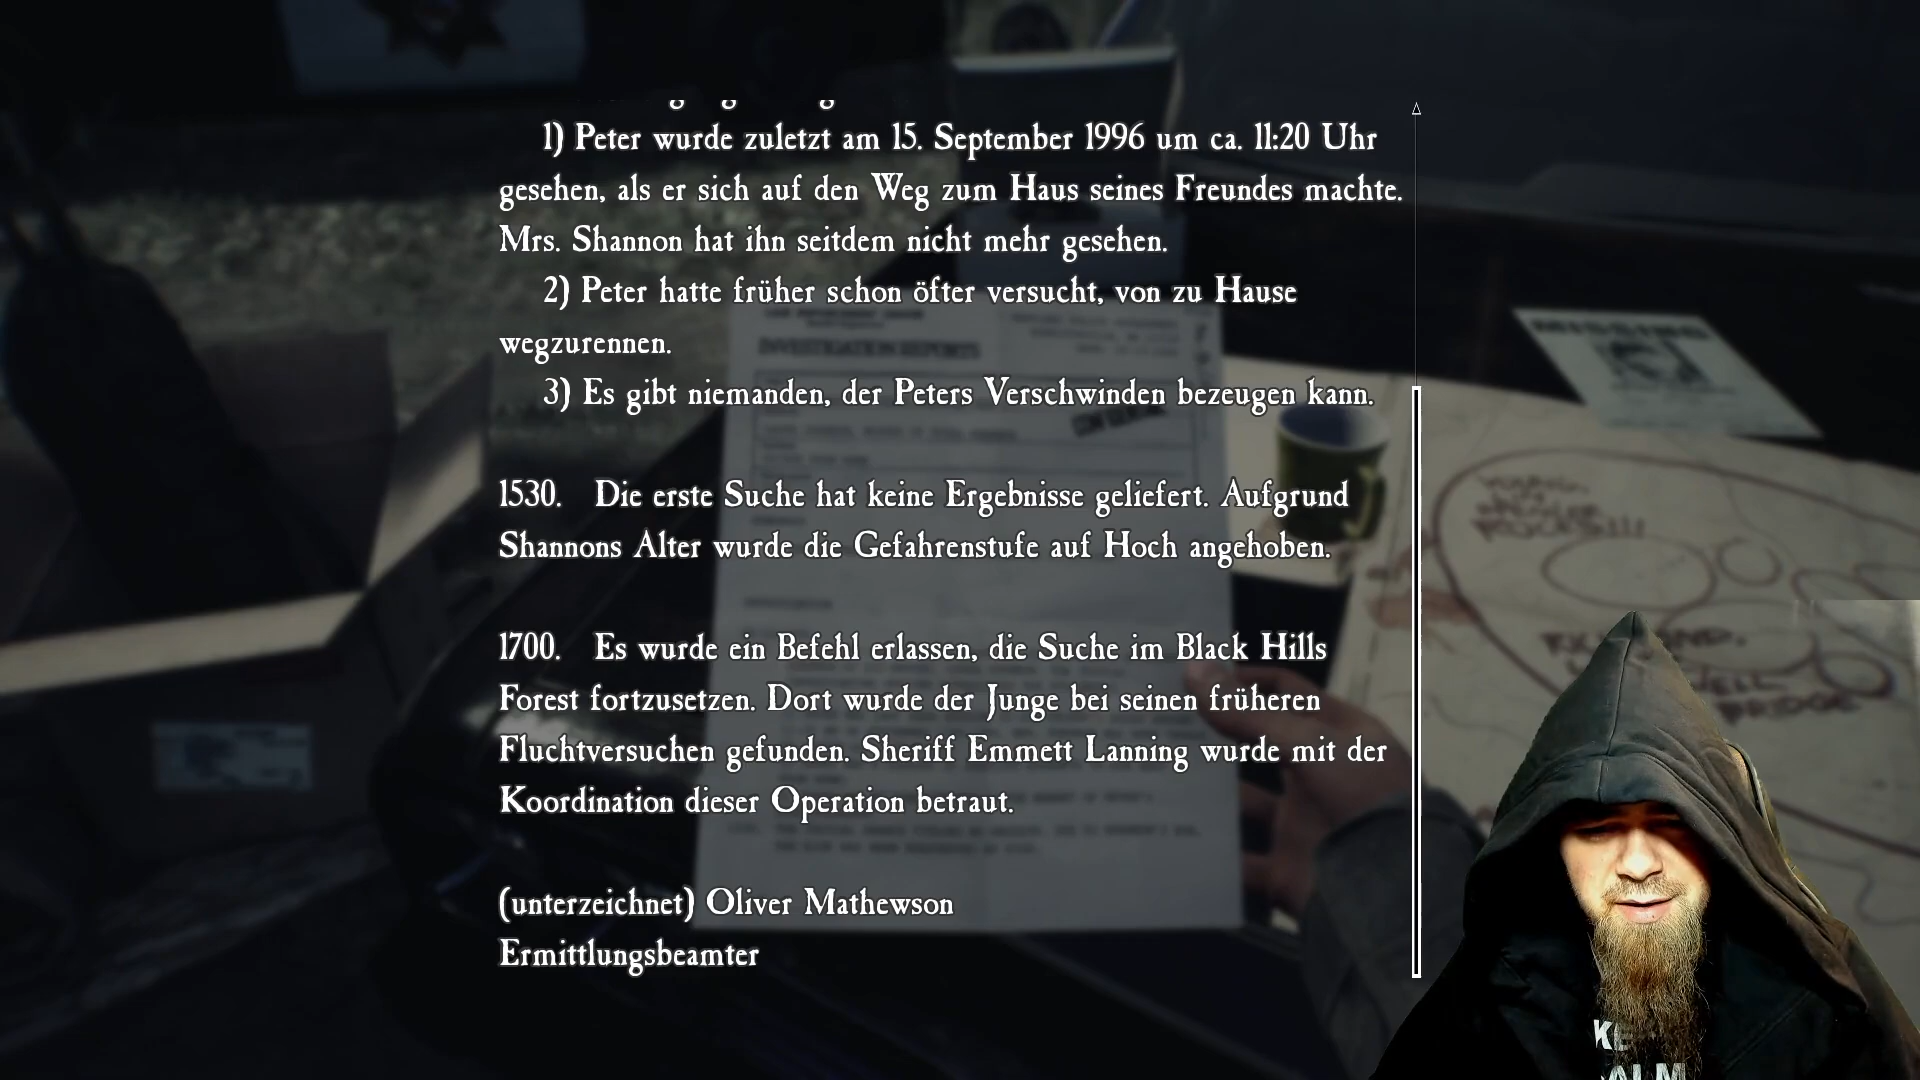 1) Peter wurde zuletzt am 15. September 1996 um ca. 11:20 Uhr
gesehen, als er sich auf den Weg zum Haus seines Freundes machte.
Mrs. Shannon hat ihn seitdem nicht mehr gesehen.
2) Peter hatte früher schon öfter versucht, von zu Hause
wegzurennen.
3) Es gibt niemanden, der Peters Verschwinden bezeugen kann.
1530. Die erste Suche hat keine Ergebnisse geliefert. Aufgrund
Shannons Alter wurde die Gefahrenstufe auf Hoch angehoben.
1700. Es wurde ein Befehl erlassen, die Suche im Black Hills
Forest fortzusetzen. Dort wurde der Junge bei seinen früheren
Fluchtversuchen gefunden. Sheriff Emmett Lanning wurde mit der
Koordination dieser Operation betraut.
(unterzeichnet) Oliver Mathewson
Ermittlungsbeamter
INVESTIGATION REPORTS
MISSING
ROCKS!!!
BRIDGE